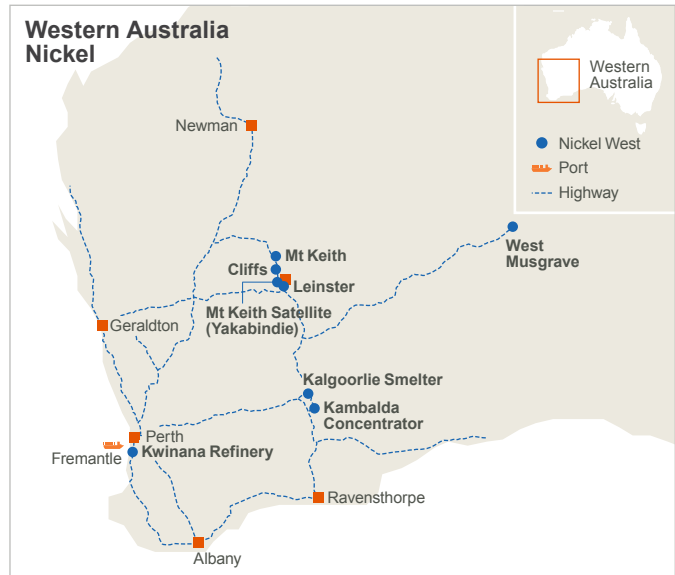 Western Australia
Nickel
Western
Australia
Nickel West
Port
Highway
Newman
West
Musgrave
Mt Keith
Cliffs
Leinster
Mt Keith Satellite
(Yakabindie)
Geraldton
Kalgoorlie Smelter
Kambalda
Concentrator
Perth
Fremantle
Kwinana Refinery
Ravensthorpe
Albany